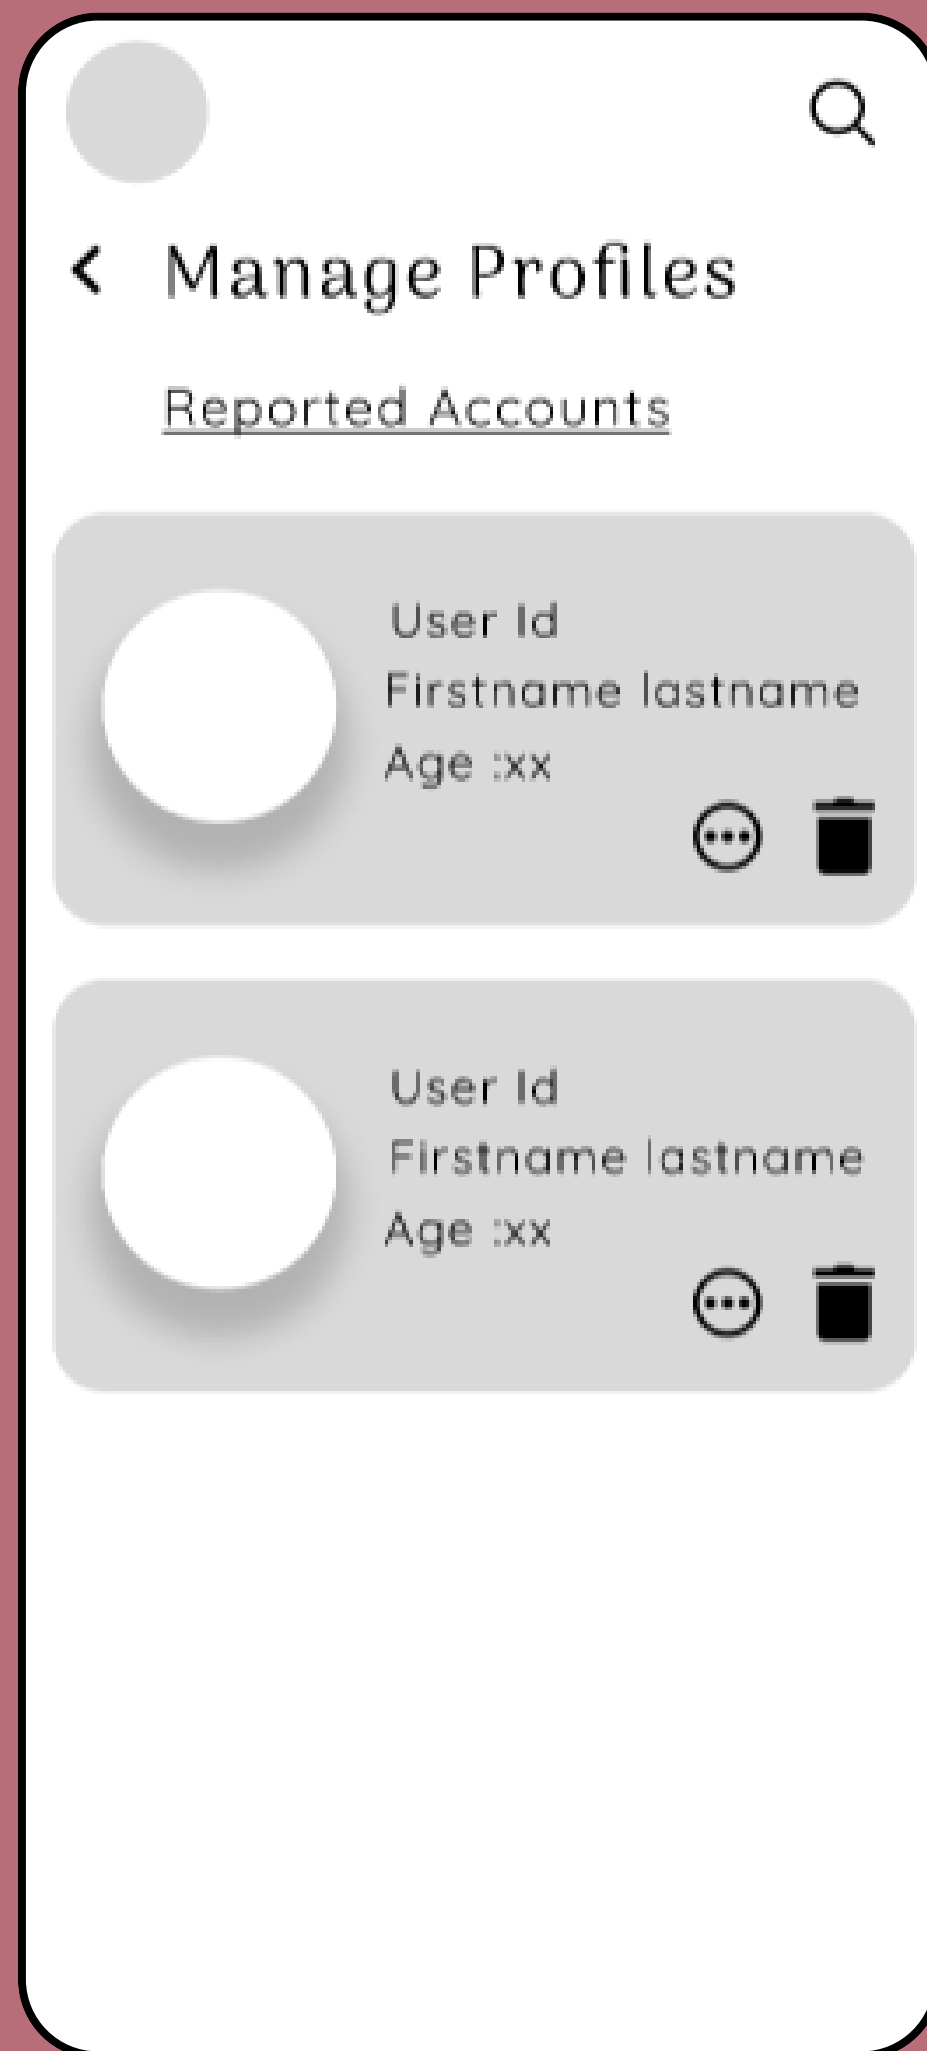 Manage Profiles
Reported Accounts
User Id
Firstname lastname
Age :xx
User Id
Firstname lastname
Age :xx